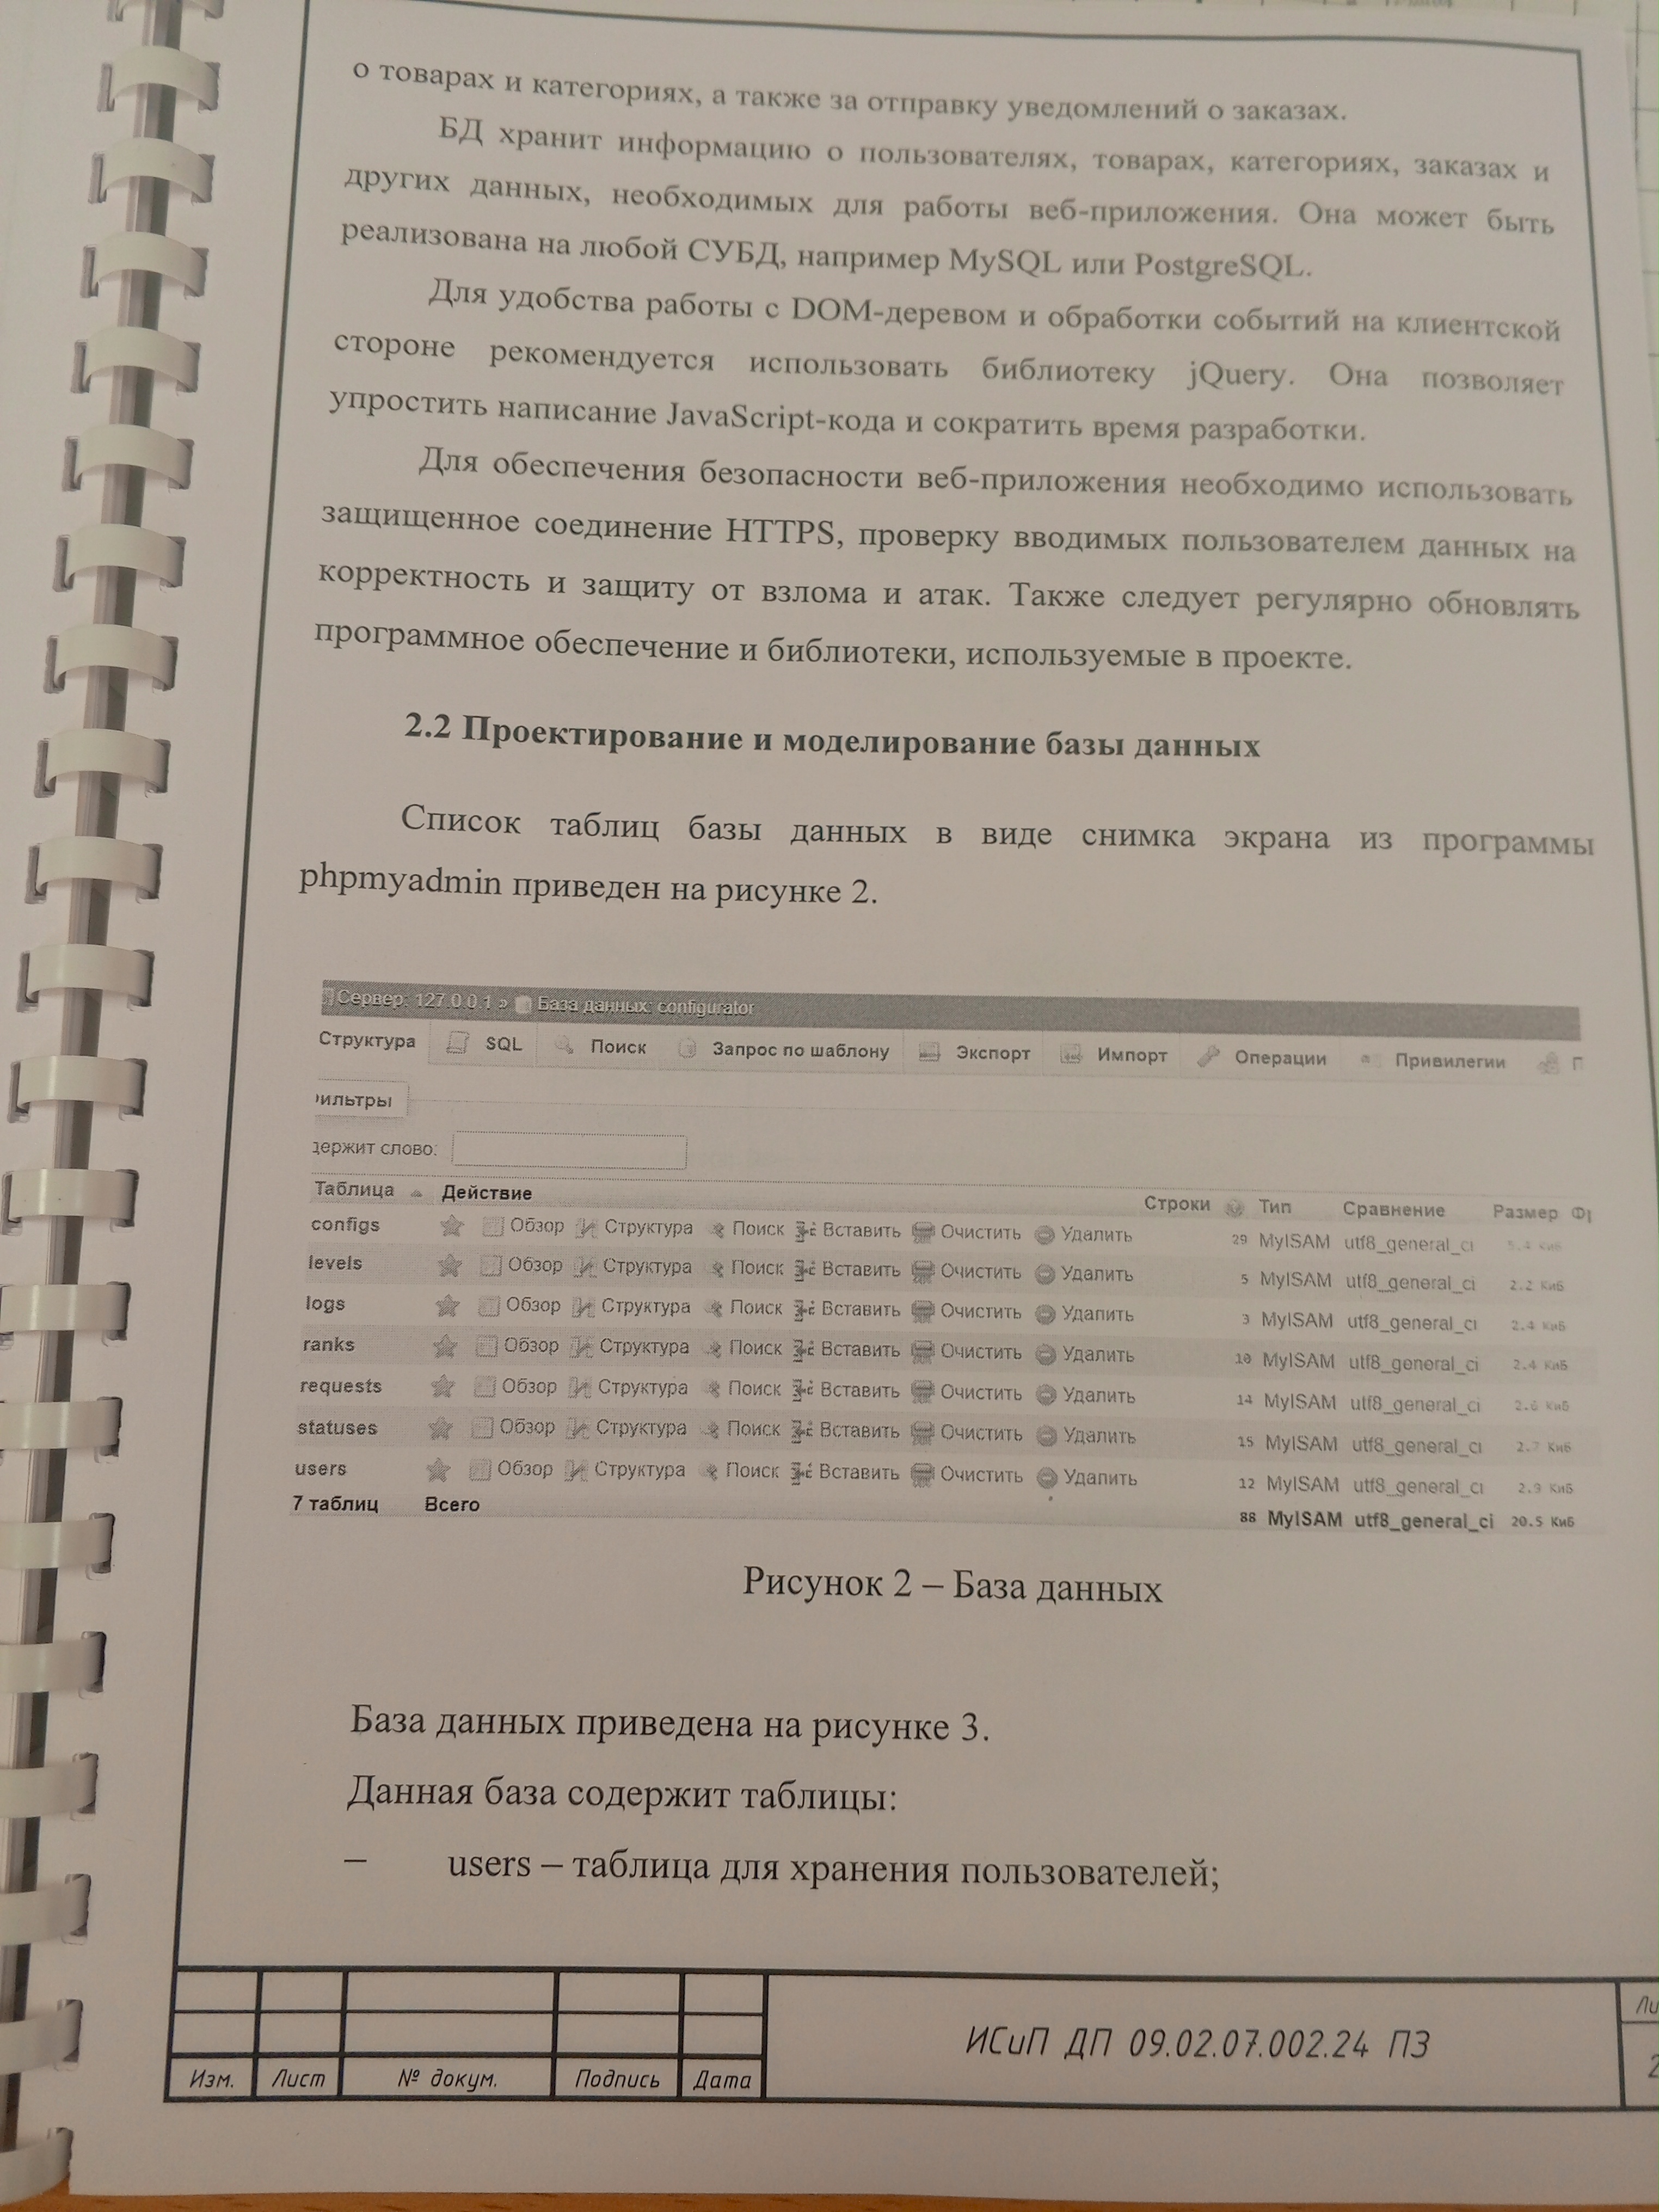 о товарах и категориях, а также за отправку уведомлений о заказах.
БД хранит информацию о пользователях, товарах, категориях, заказах и
других данных, необходимых для работы веб-приложения. Она может быть
реализована на любой СУБД, например MySQL или PostgreSQL.
Для удобства работы с DOM-деревом и обработки событий на клиентской
стороне рекомендуется использовать библиотеку jQuery. Она позволяет
упростить написание JavaScript-кода и сократить время разработки.
Для обеспечения безопасности веб-приложения необходимо использовать
защищенное соединение HTTPS, проверку вводимых пользователем данных на
корректность и защиту от взлома и атак. Также следует регулярно обновлять
программное обеспечение и библиотеки, используемые в проекте.
2.2 Проектирование и моделирование базы данных
Список таблиц базы данных в виде снимка экрана из программы
phpmyadmin приведен на рисунке 2.
Сервер: 127.0.0.1 » База данных: configurator
Структура SQL Поиск Запрос по шаблону Экспорт Импорт Операции Привилегии П
ильтры
держит слово:
Таблица Действие Строки Тип Сравнение Размер Ф
configs Обзор Структура Поиск Вставить Очистить Удалить 29 MyISAM utf8_general_ci 5.4 КиБ
levels Обзор Структура Поиск Вставить Очистить Удалить 5 MyISAM utf8_general_ci 2.2 КиБ
logs Обзор Структура Поиск Вставить Очистить Удалить 3 MyISAM utf8_general_ci 2.4 КиБ
ranks Обзор Структура Поиск Вставить Очистить Удалить 10 MyISAM utf8_general_ci 2.4 КиБ
requests Обзор Структура Поиск Вставить Очистить Удалить 14 MyISAM utf8_general_ci 2.6 КиБ
statuses Обзор Структура Поиск Вставить Очистить Удалить 15 MyISAM utf8_general_ci 2.7 КиБ
users Обзор Структура Поиск Вставить Очистить Удалить 12 MyISAM utf8_general_ci 2.9 КиБ
7 таблиц Всего 88 MyISAM utf8_general_ci 20.5 КиБ
Рисунок 2 – База данных
База данных приведена на рисунке 3.
Данная база содержит таблицы:
– users – таблица для хранения пользователей;
ИСиП ДП 09.02.07.002.24 ПЗ
Ли
2
Изм. Лист № докум. Подпись Дата